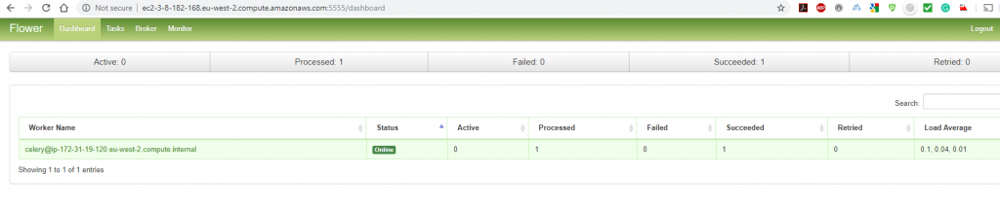 Not secure | ec2-3-8-182-168.eu-west-2.compute.amazonaws.com:5555/dashboard
Flower Dashboard Tasks Broker Monitor Logout
Active: 0 Processed: 1 Failed: 0 Succeeded: 1 Retried: 0
Search:
Worker Name Status Active Processed Failed Succeeded Retried Load Average
celery@ip-172-31-19-120.eu-west-2.compute.internal Online 0 1 0 1 0 0.1, 0.04, 0.01
Showing 1 to 1 of 1 entries